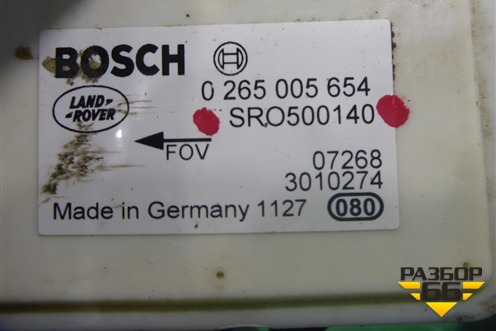 BOSCH
0 265 005 654
LAND-
ROVER
SRO500140
FOV
07268
3010274
Made in Germany 1127 080
РАЗБОР
66